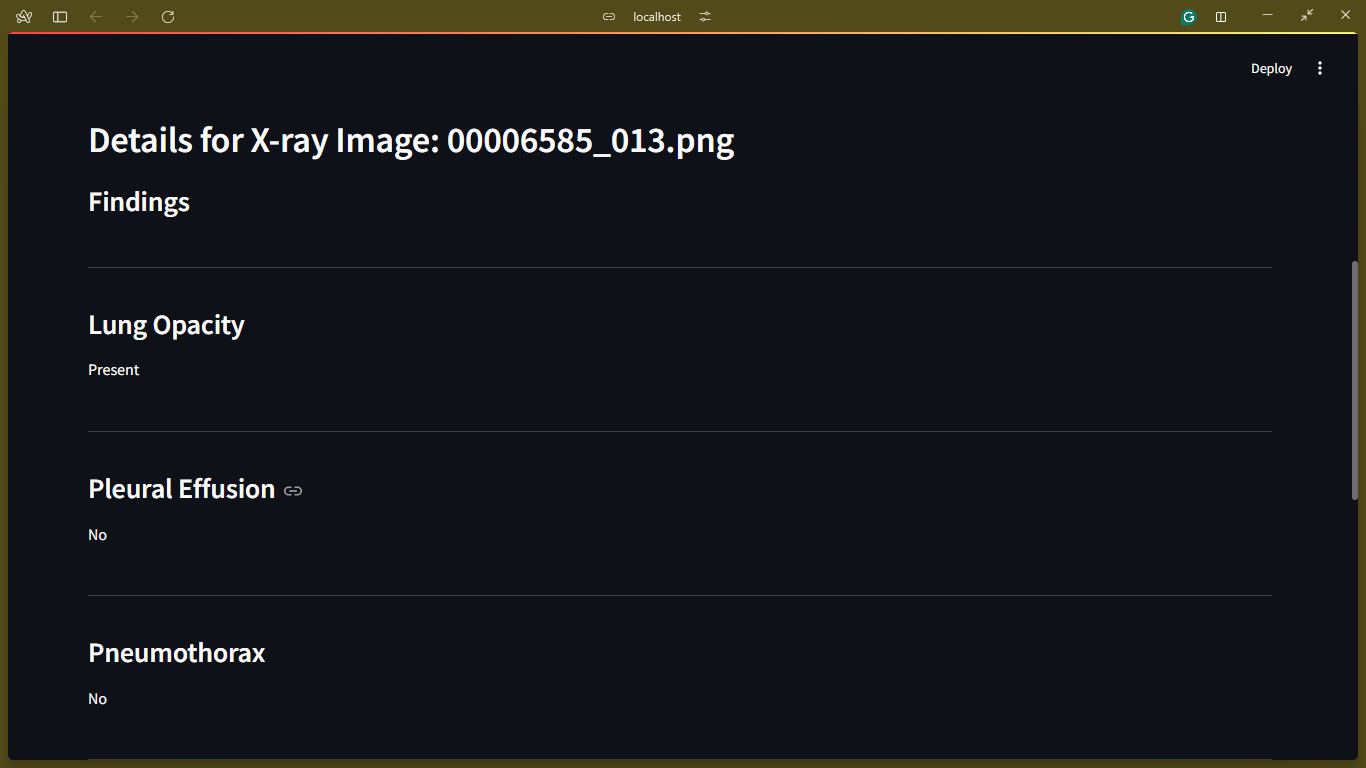 localhost
Deploy
Details for X-ray Image: 00006585_013.png
Findings
Lung Opacity
Present
Pleural Effusion
No
Pneumothorax
No